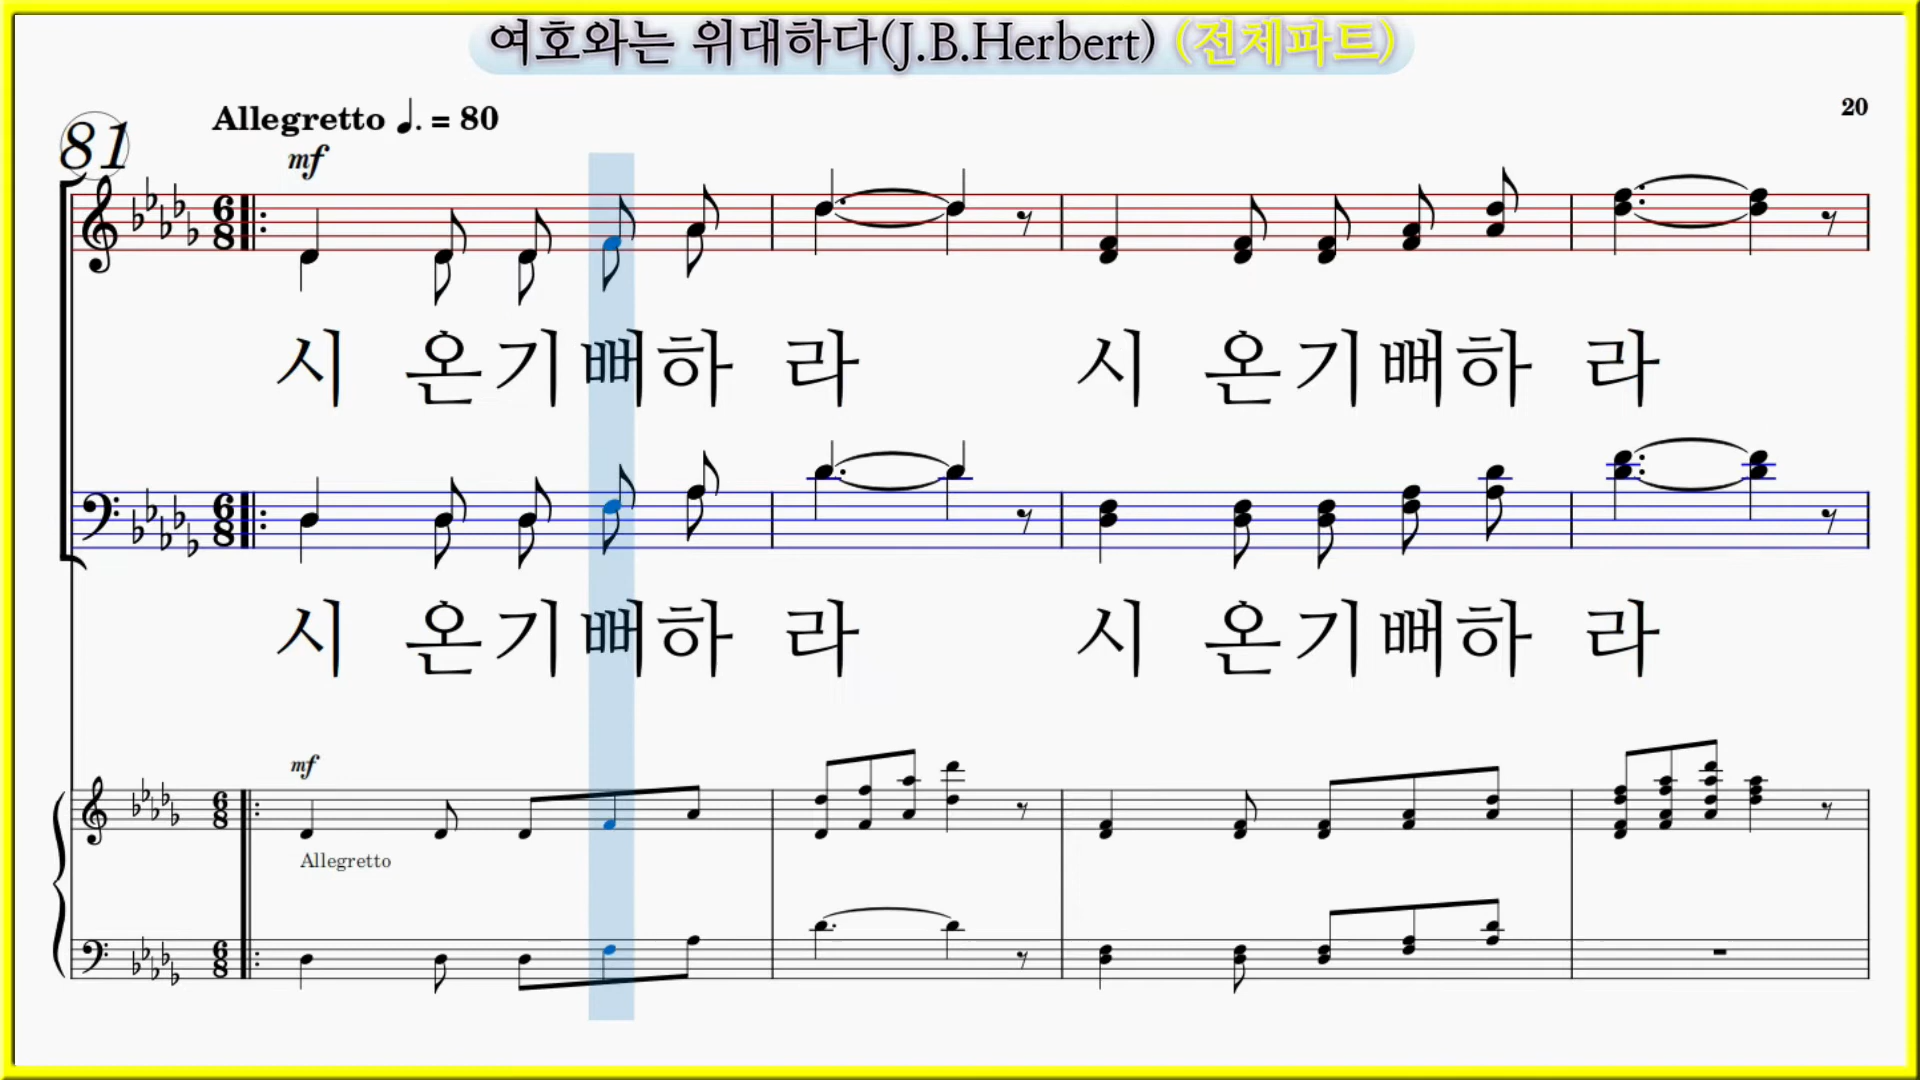 여호와는 위대하다(J.B.Herbert) (전체파트)
81 Allegretto ♩. = 80 20
mf
시 온기뻐하 라 시 온기뻐하 라
시 온기뻐하 라 시 온기뻐하 라
mf
Allegretto